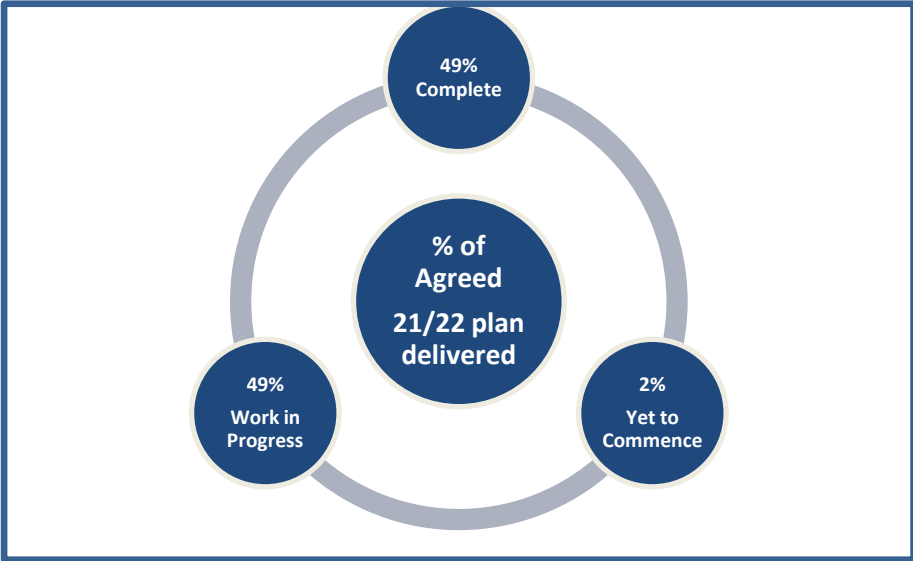 49%
Complete
% of
Agreed
21/22 plan
delivered
49%
Work in
Progress
2%
Yet to
Commence